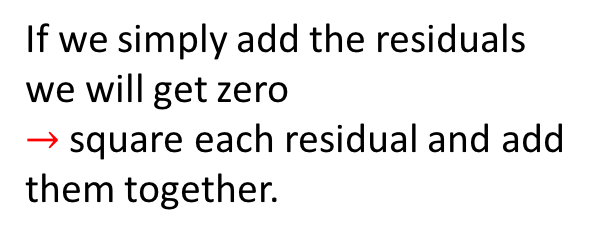 If we simply add the residuals
we will get zero
→ square each residual and add
them together.